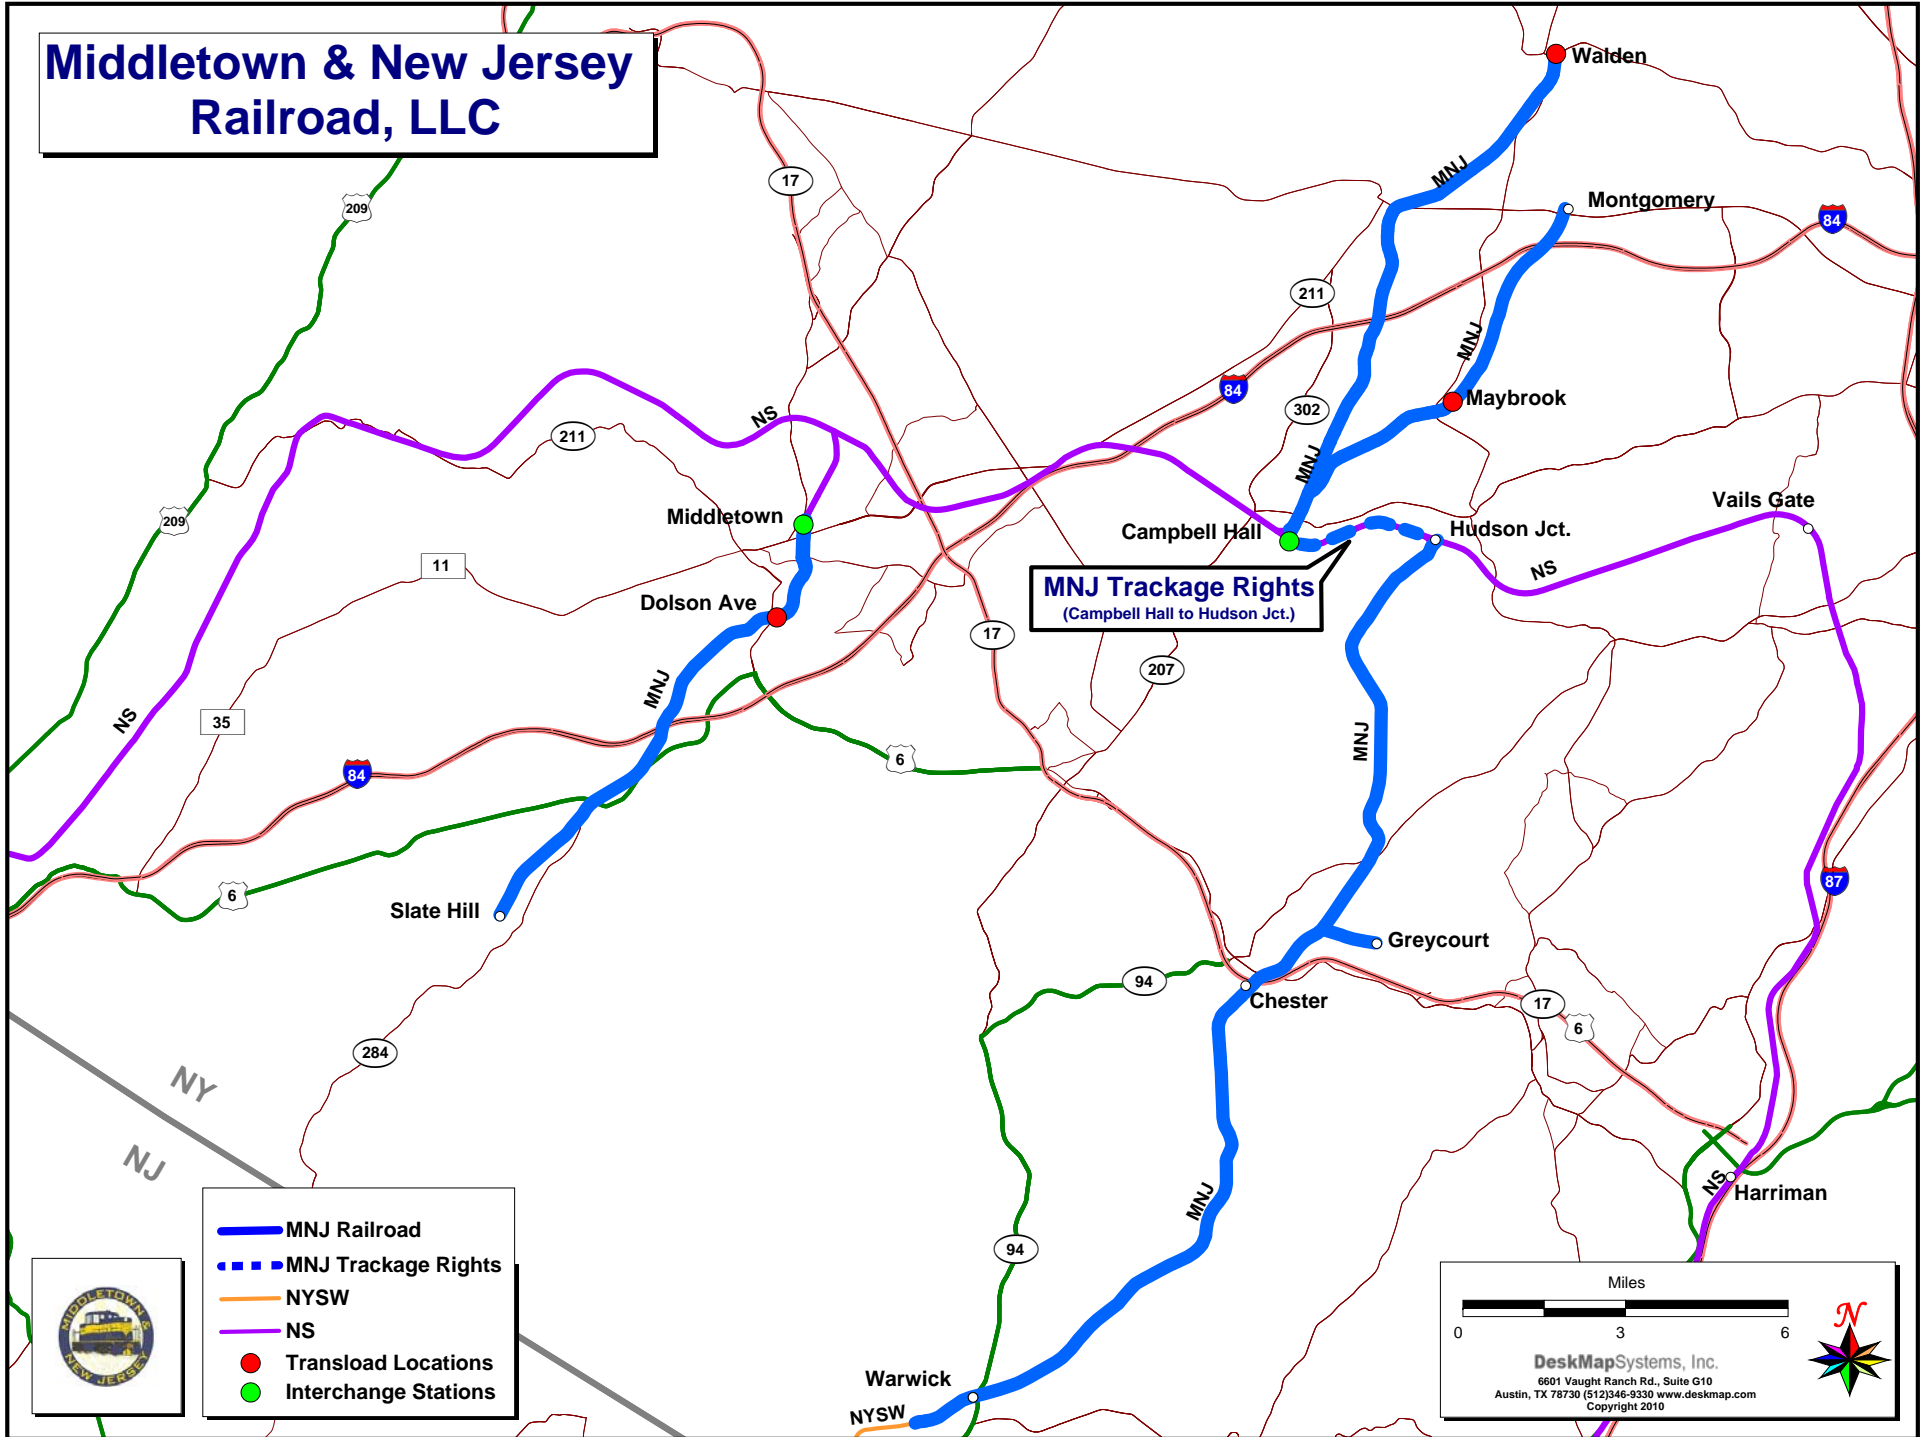 Middletown & New Jersey
Railroad, LLC
Walden
17
MNJ
209
Montgomery
84
211
MNJ
84
Maybrook
302
NS
211
MNJ
Vails Gate
Middletown
209
Campbell Hall
Hudson Jct.
11
NS
MNJ Trackage Rights
(Campbell Hall to Hudson Jct.)
Dolson Ave
17
207
MNJ
NS
35
MNJ
6
84
87
6
Slate Hill
Greycourt
94
Chester
17
6
284
NY
NJ
NS
Harriman
MNJ
94
MNJ Railroad
MNJ Trackage Rights
NYSW
NS
Transload Locations
Interchange Stations
MIDDLETOWN &
NEW JERSEY
Warwick
NYSW
Miles
0 3 6
N
DeskMapSystems, Inc.
6601 Vaught Ranch Rd., Suite G10
Austin, TX 78730 (512)346-9330 www.deskmap.com
Copyright 2010